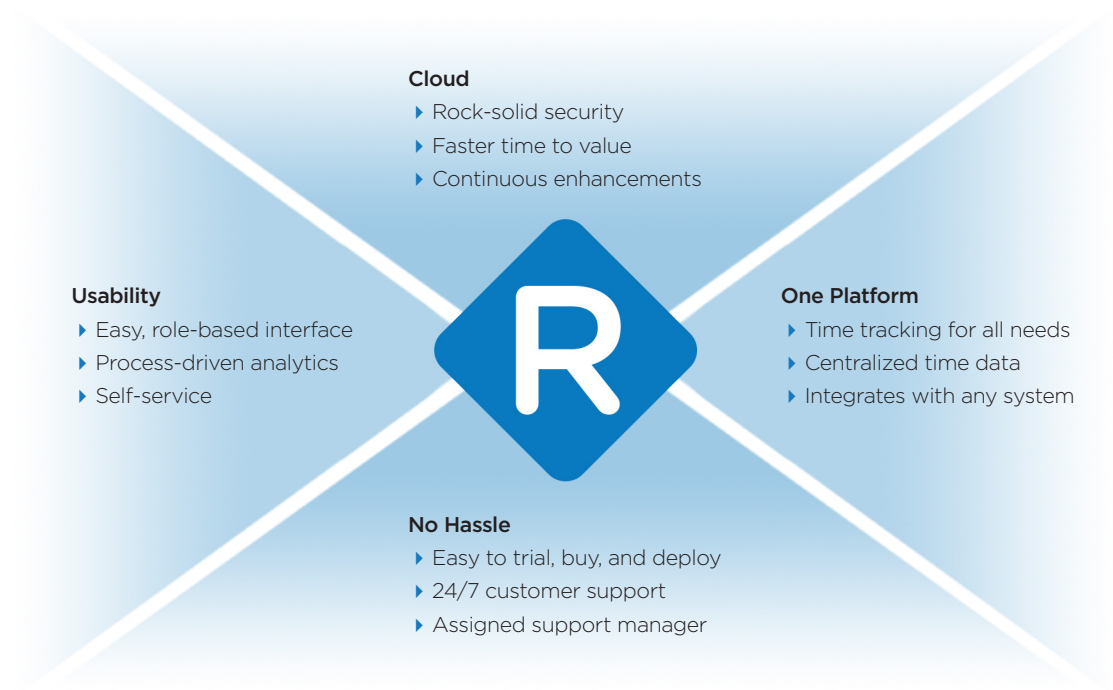 Cloud
Rock-solid security
Faster time to value
Continuous enhancements
Usability
Easy, role-based interface
Process-driven analytics
Self-service
R
One Platform
Time tracking for all needs
Centralized time data
Integrates with any system
No Hassle
Easy to trial, buy, and deploy
24/7 customer support
Assigned support manager